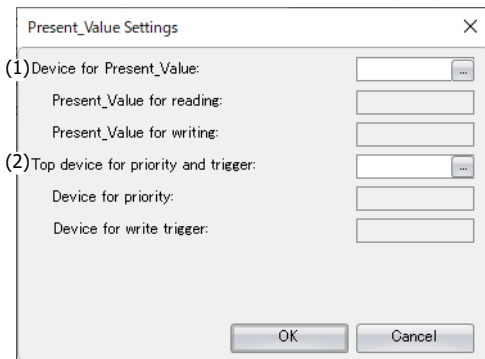 Present_Value Settings
(1) Device for Present_Value:
...
Present_Value for reading:
Present_Value for writing:
(2) Top device for priority and trigger:
...
Device for priority:
Device for write trigger:
OK Cancel